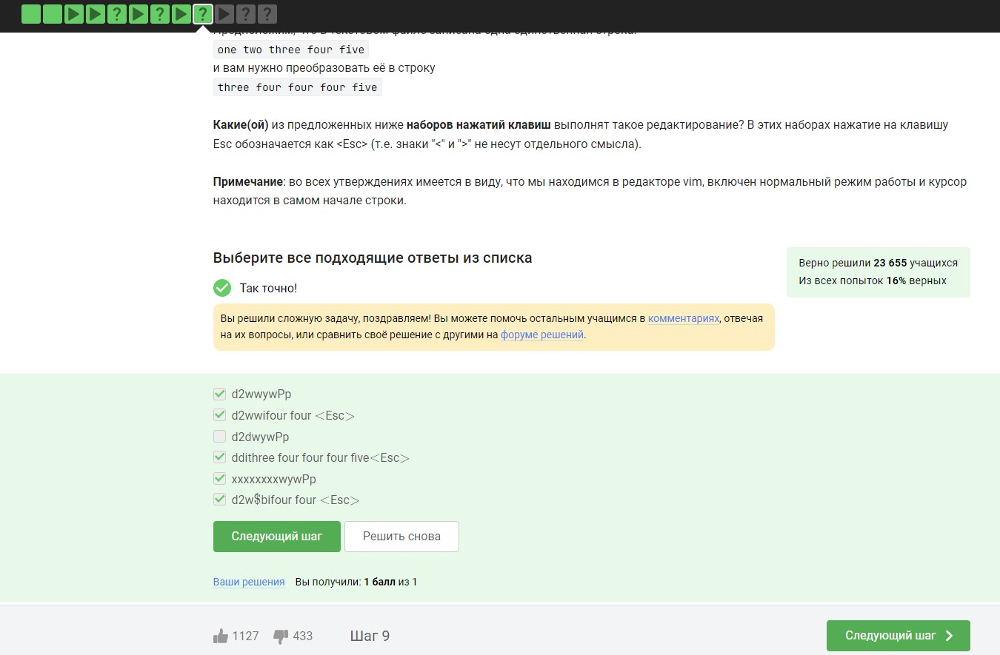 Предположим, что в текстовом файле записана одна единственная строка:
one two three four five
и вам нужно преобразовать её в строку
three four four four five
Какие(ой) из предложенных ниже наборов нажатий клавиш выполнят такое редактирование? В этих наборах нажатие на клавишу
Esc обозначается как <Esc> (т.е. знаки "<" и ">" не несут отдельного смысла).
Примечание: во всех утверждениях имеется в виду, что мы находимся в редакторе vim, включен нормальный режим работы и курсор
находится в самом начале строки.
Выберите все подходящие ответы из списка
Верно решили 23 655 учащихся
Из всех попыток 16% верных
Так точно!
Вы решили сложную задачу, поздравляем! Вы можете помочь остальным учащимся в комментариях, отвечая
на их вопросы, или сравнить своё решение с другими на форуме решений.
d2wwywPp
d2wwifour four <Esc>
d2dwywPp
ddithree four four four five<Esc>
xxxxxxxxwywPp
d2w$bifour four <Esc>
Следующий шаг
Решить снова
Ваши решения Вы получили: 1 балл из 1
1127 433 Шаг 9
Следующий шаг